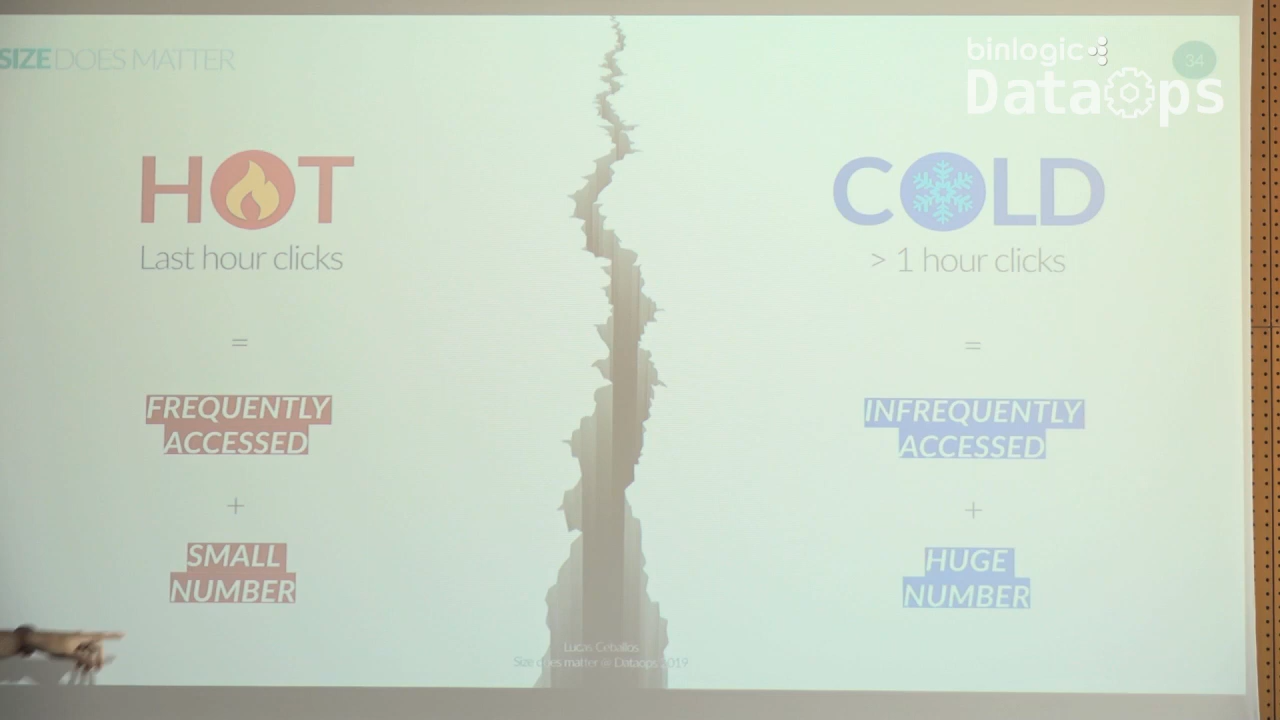 SIZE DOES MATTER
binlogic
34
DataOps
HOT
Last hour clicks
=
FREQUENTLY
ACCESSED
+
SMALL
NUMBER
COLD
> 1 hour clicks
=
INFREQUENTLY
ACCESSED
+
HUGE
NUMBER
Lucas Ceballos
Size does matter @ Dataops 2019